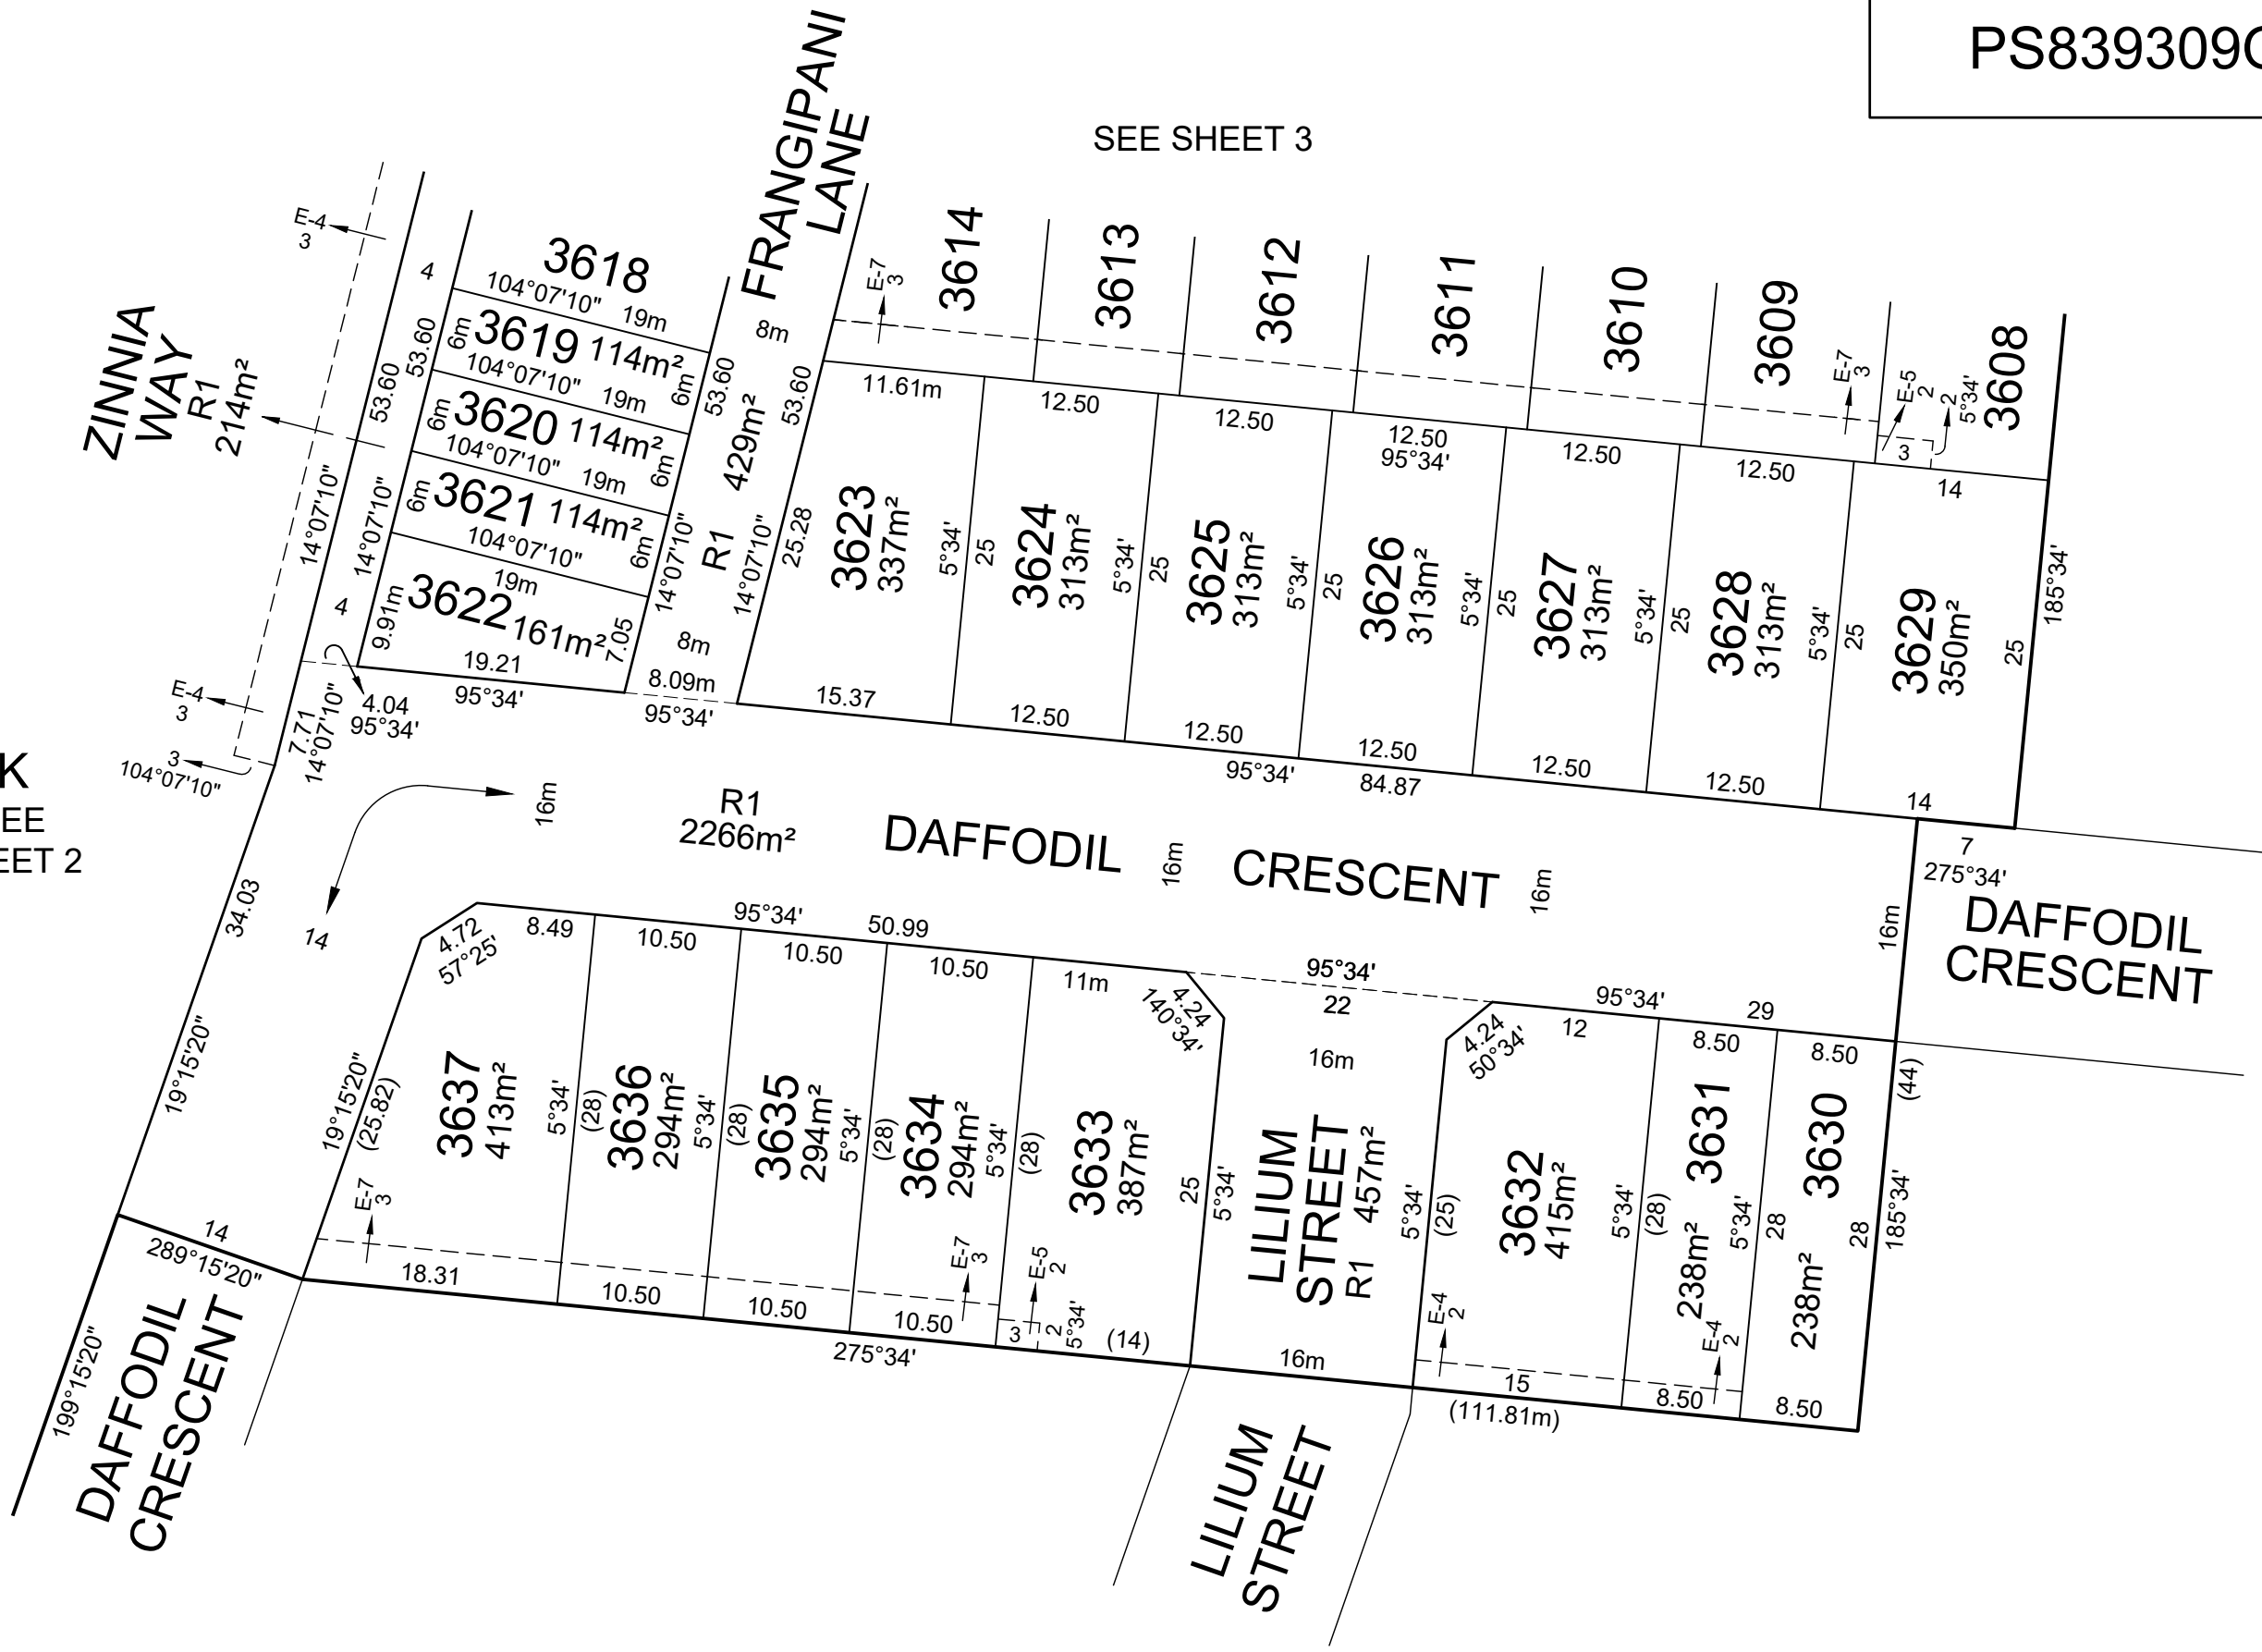 PS839309
SEE SHEET 3
FRANGIPANI
LANE
ZINNIA
WAY
R1
214m²
E-4
3
4
53.60
53.60
14°07'10"
14°07'10"
4
3618
104°07'10" 19m
6m
3619 114m²
6m
104°07'10" 19m
6m
3620 114m²
6m
104°07'10" 19m
6m
3621 114m²
6m
104°07'10"
19m
9.91m
3622 161m²
7.05
19.21
95°34'
4.04
95°34'
8m
53.60
53.60
R1 429m²
14°07'10"
14°07'10"
8m
8.09m
95°34'
E-7
3
3614
3613
3612
3611
3610
3609
E-7
3
E-5
2
2
5°34'
3
3608
11.61m
12.50
12.50
12.50
95°34'
12.50
12.50
14
25.28
3623
337m²
5°34'
25
3624
313m²
5°34'
25
3625
313m²
5°34'
25
3626
313m²
5°34'
25
3627
313m²
5°34'
25
3628
313m²
5°34'
25
3629
350m²
25
185°34'
15.37
12.50
12.50
12.50
12.50
12.50
14
95°34'
84.87
7
275°34'
E-4
3
3
104°07'10"
7.71
14°07'10"
K
EE
EET 2
34.03
14
19°15'20"
16m
R1
2266m²
DAFFODIL
16m
CRESCENT
16m
16m
DAFFODIL
CRESCENT
4.72
57°25'
8.49
95°34'
50.99
10.50
10.50
10.50
11m
4.24
140°34'
95°34'
22
16m
4.24
50°34'
12
95°34'
29
8.50
8.50
(44)
19°15'20"
(25.82)
3637
413m²
5°34'
(28)
3636
294m²
5°34'
(28)
3635
294m²
5°34'
(28)
3634
294m²
5°34'
(28)
3633
387m²
25
5°34'
LILIUM
STREET
R1 457m²
5°34'
(25)
3632
415m²
5°34'
(28)
3631
238m²
5°34'
28
3630
238m²
28
185°34'
E-7
3
E-7
3
E-5
2
3
2
5°34'
E-4
2
E-4
2
14
289°15'20"
18.31
10.50
10.50
10.50
(14)
275°34'
16m
15
(111.81m)
8.50
8.50
199°15'20"
DAFFODIL
CRESCENT
LILIUM
STREET